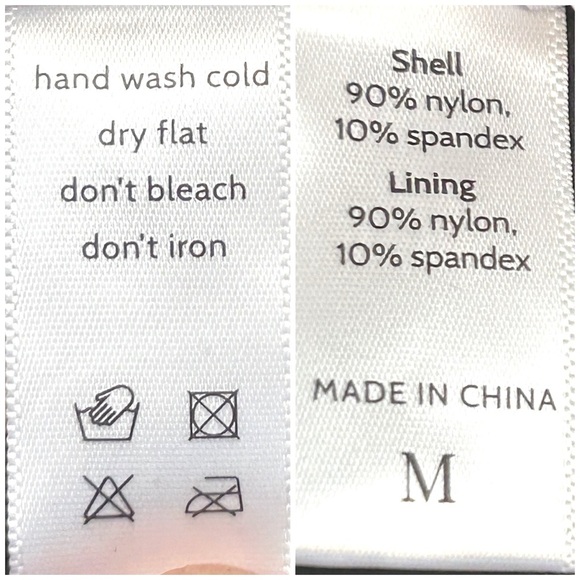 hand wash cold
dry flat
don't bleach
don't iron
Shell
90% nylon,
10% spandex
Lining
90% nylon,
10% spandex
MADE IN CHINA
M